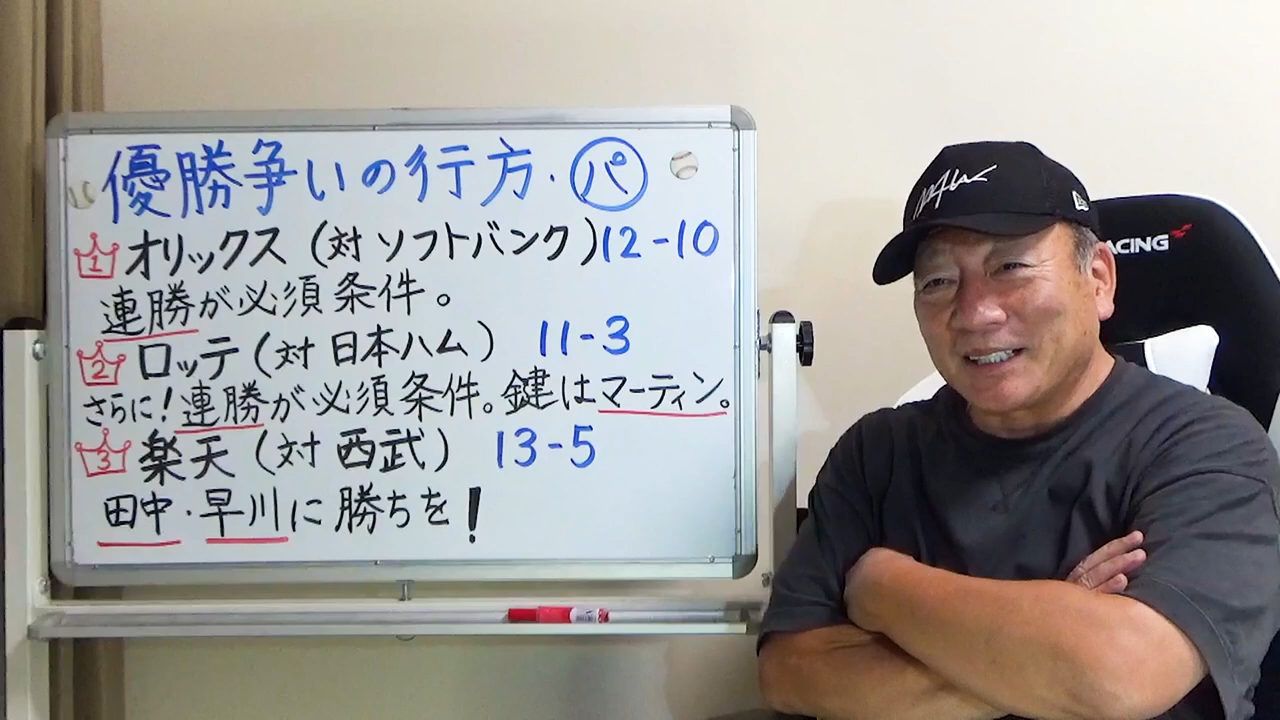 優勝争いの行方・パ
1 オリックス(対ソフトバンク)12-10
連勝が必須条件。
2 ロッテ(対日本ハム) 11-3
さらに!連勝が必須条件。鍵はマーティン。
3 楽天(対西武) 13-5
田中・早川に勝ちを!
ACING